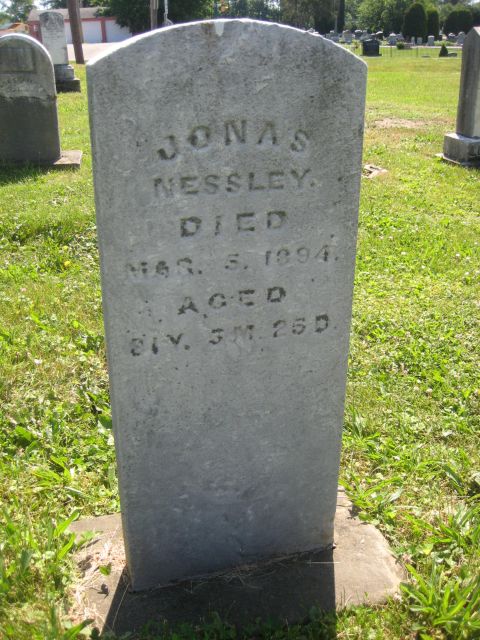 JONAS
NESSLEY.
DIED
MAR. 5. 1894.
AGED
81Y. 3M. 25D.